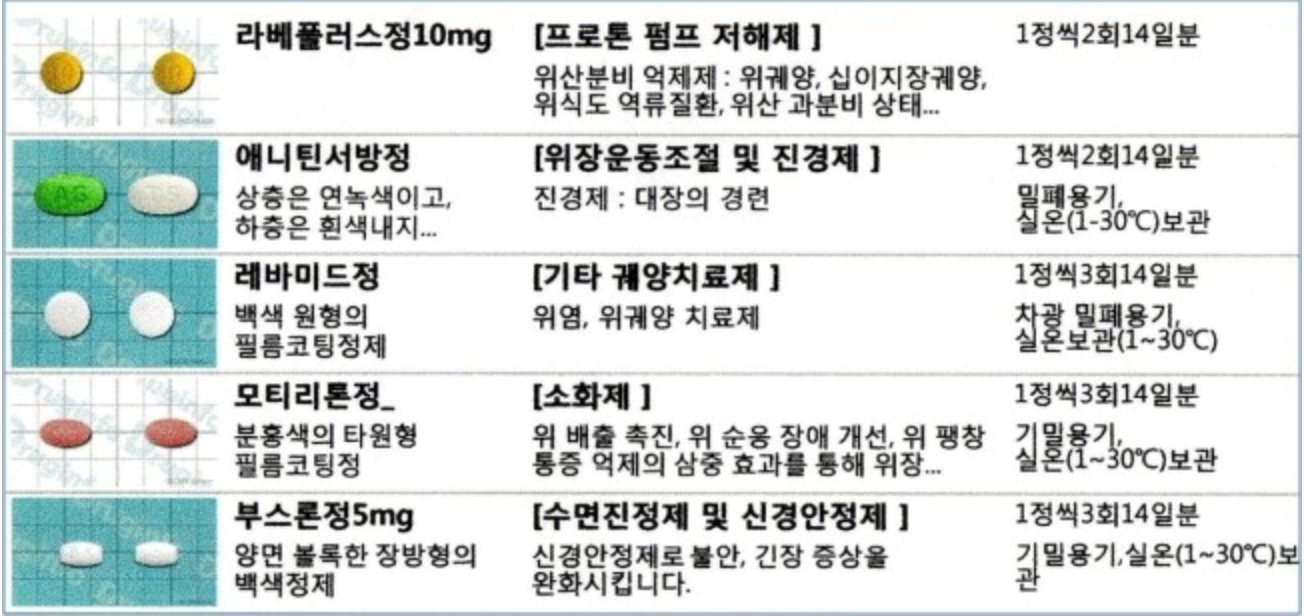 라베플러스정10mg [프로톤 펌프 저해제 ] 1정씩2회14일분
위산분비 억제제 : 위궤양, 십이지장궤양,
위식도 역류질환, 위산 과분비 상태...
애니틴서방정 [위장운동조절 및 진경제 ] 1정씩2회14일분
상층은 연녹색이고, 진경제 : 대장의 경련 밀폐용기,
하층은 흰색내지... 실온(1-30℃)보관
레바미드정 [기타 궤양치료제 ] 1정씩3회14일분
백색 원형의 위염, 위궤양 치료제 차광 밀폐용기,
필름코팅정제 실온보관(1~30℃)
모티리톤정_ [소화제 ] 1정씩3회14일분
분홍색의 타원형 위 배출 촉진, 위 순응 장애 개선, 위 팽창 기밀용기,
필름코팅정 통증 억제의 삼중 효과를 통해 위장... 실온(1~30℃)보관
부스론정5mg [수면진정제 및 신경안정제 ] 1정씩3회14일분
양면 볼록한 장방형의 신경안정제로 불안, 긴장 증상을 기밀용기,실온(1~30℃)보
백색정제 완화시킵니다. 관